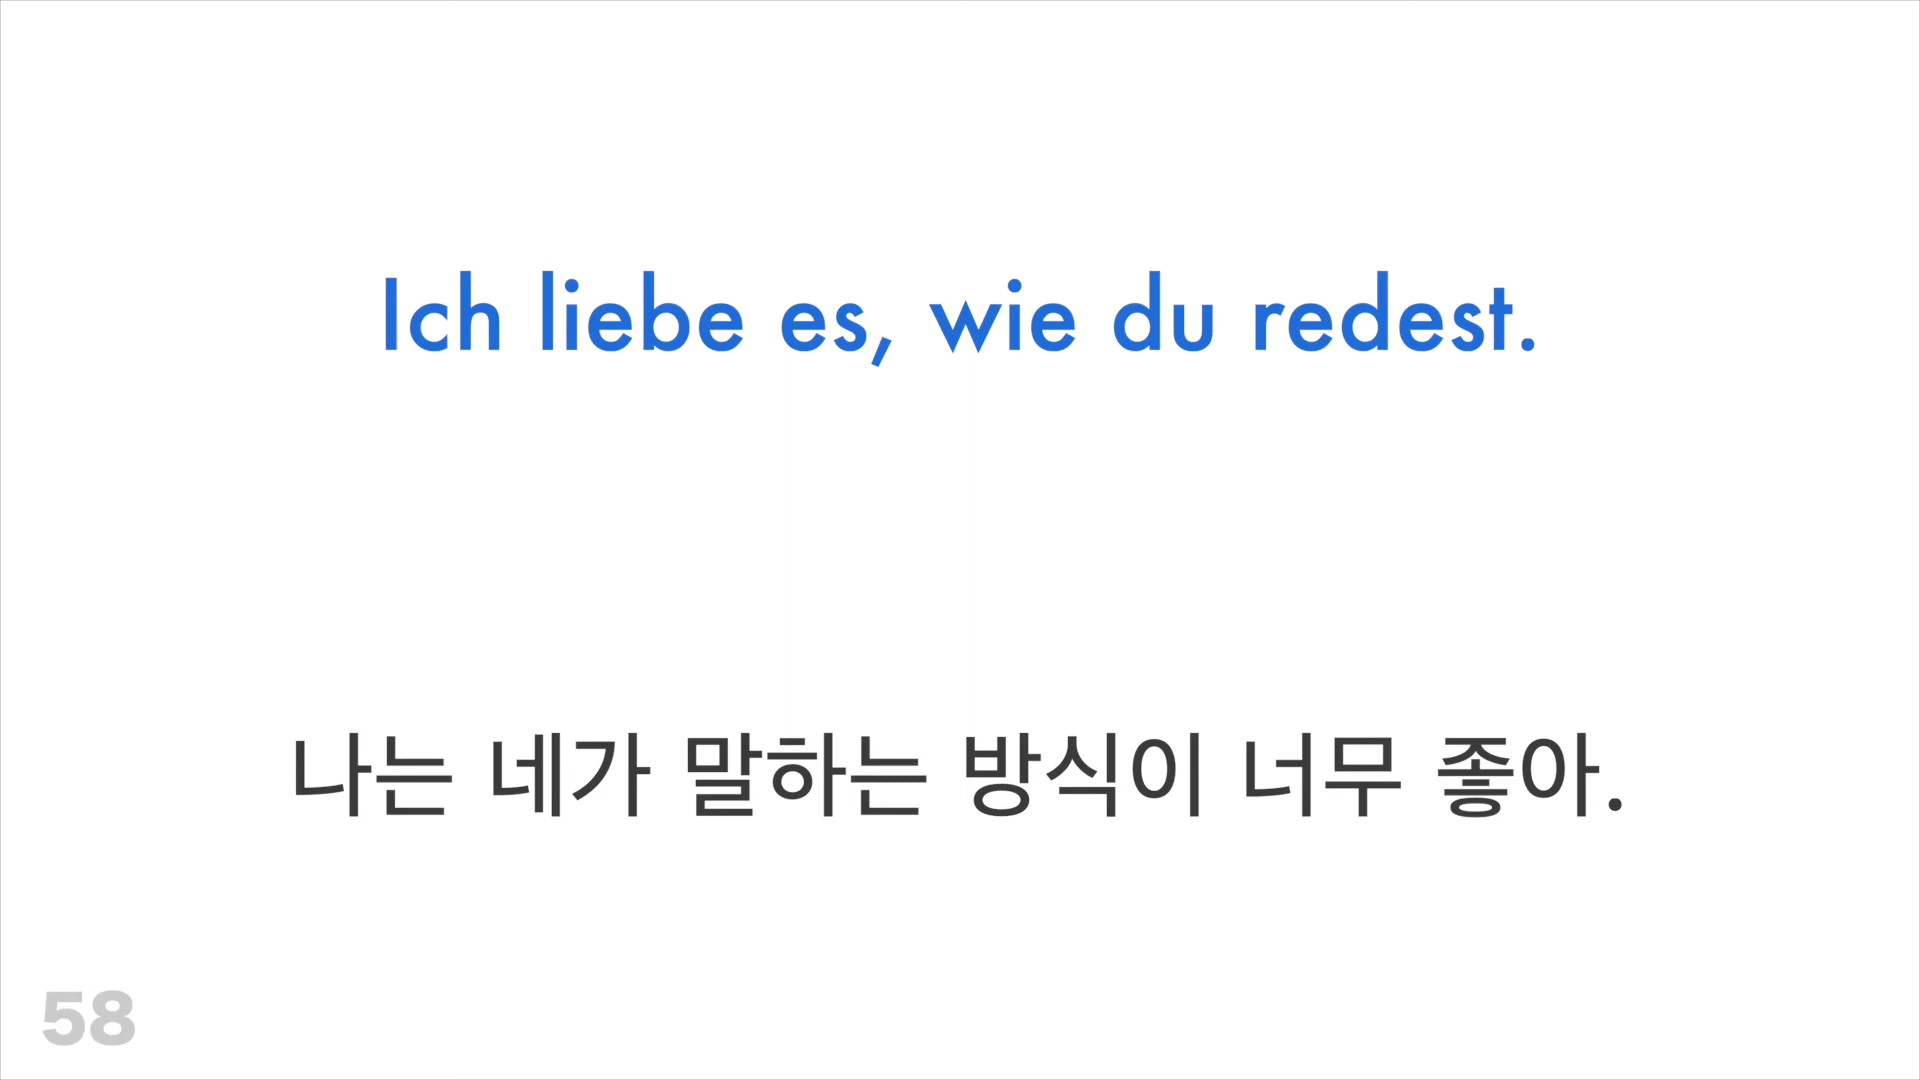 Ich liebe es, wie du redest.
나는 네가 말하는 방식이 너무 좋아.
58